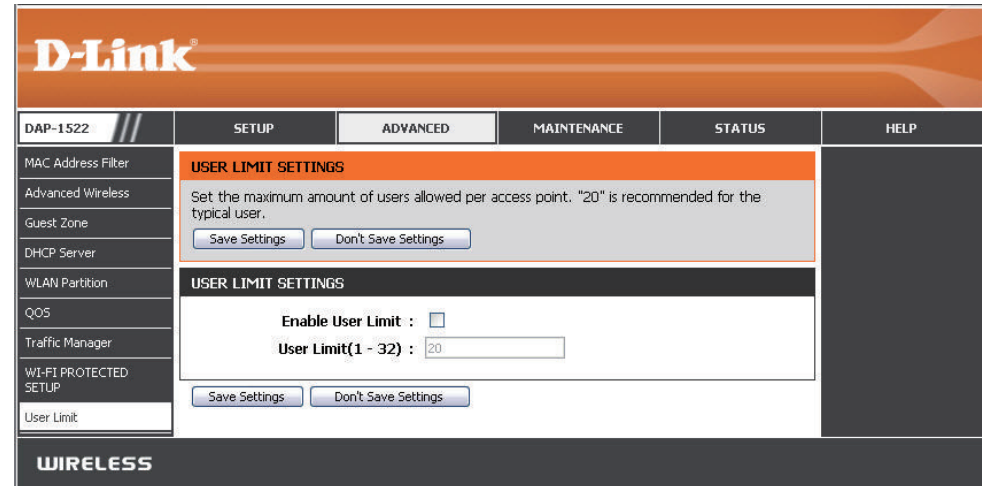 D-Link®
DAP-1522
SETUP
ADVANCED
MAINTENANCE
STATUS
HELP
MAC Address Filter
Advanced Wireless
Guest Zone
DHCP Server
WLAN Partition
QOS
Traffic Manager
WI-FI PROTECTED
SETUP
User Limit
USER LIMIT SETTINGS
Set the maximum amount of users allowed per access point. "20" is recommended for the
typical user.
Save Settings
Don't Save Settings
USER LIMIT SETTINGS
Enable User Limit :
User Limit(1 - 32) : 20
Save Settings
Don't Save Settings
WIRELESS